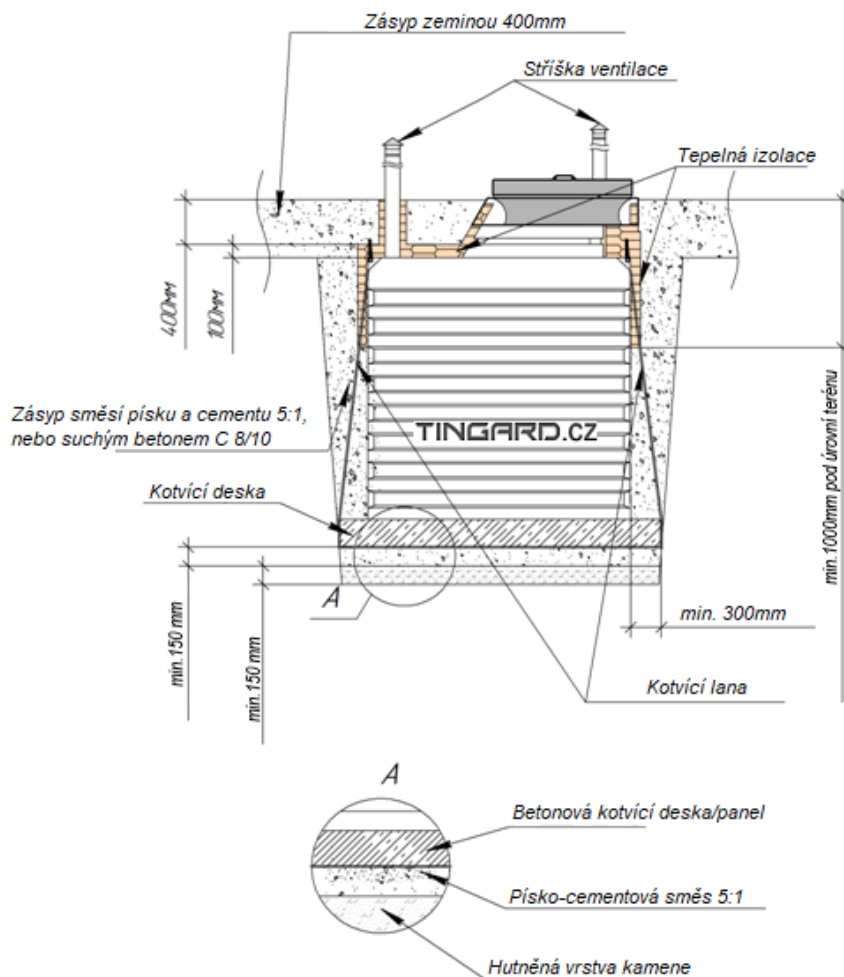 Zásyp zeminou 400mm
Stříška ventilace
Tepelná izolace
400мм
100мм
Zásyp směsí písku a cementu 5:1,
nebo suchým betonem C 8/10
TINGARD.CZ
Kotvící deska
min.1000mm pod úrovní terénu
A
min. 300mm
min.150 mm
min.150 mm
Kotvící lana
A
Betonová kotvící deska/panel
Písko-cementová směs 5:1
Hutněná vrstva kamene